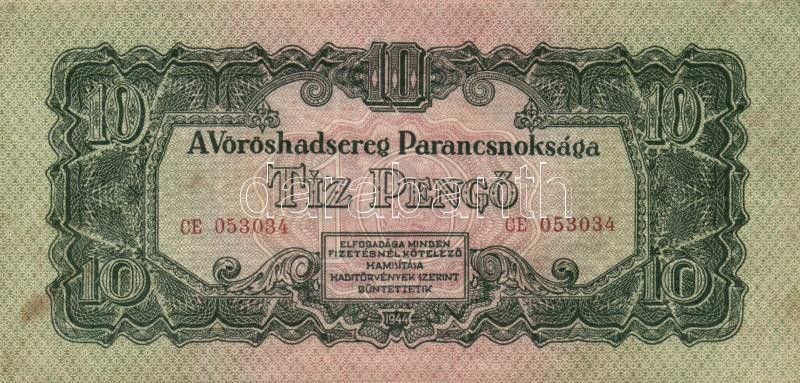 10
10 10
A Vöröshadsereg Parancsnoksága
Tíz Pengő
darabanth
CE 053034 CE 053034
ELFOGADÁSA MINDEN
FIZETÉSNÉL KÖTELEZŐ
HAMISÍTÁSA
HADITÖRVÉNYEK SZERINT
BÜNTETTETIK
10 10
1944